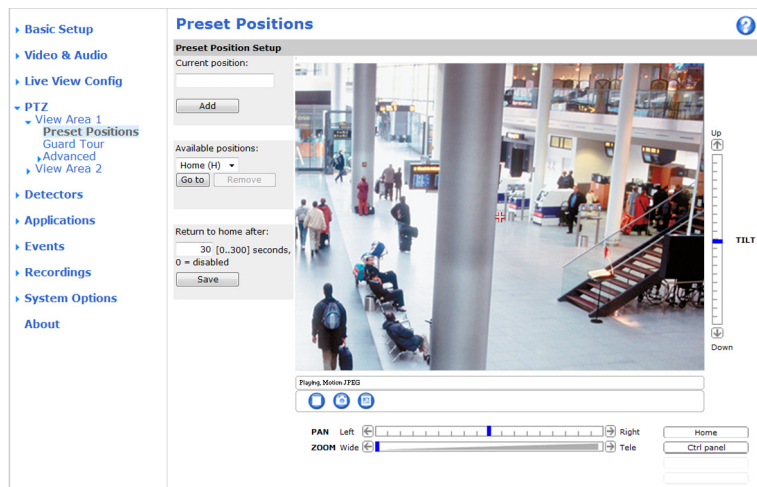 Basic Setup
Video & Audio
Live View Config
PTZ
View Area 1
Preset Positions
Guard Tour
Advanced
View Area 2
Detectors
Applications
Events
Recordings
System Options
About
Preset Positions
?
Preset Position Setup
Current position:
Add
Available positions:
Home (H)
Go to Remove
Return to home after:
30 [0..300] seconds,
0 = disabled
Save
Up
TILT
Down
Playing, Motion JPEG
PAN Left Right
ZOOM Wide Tele
Home
Ctrl panel